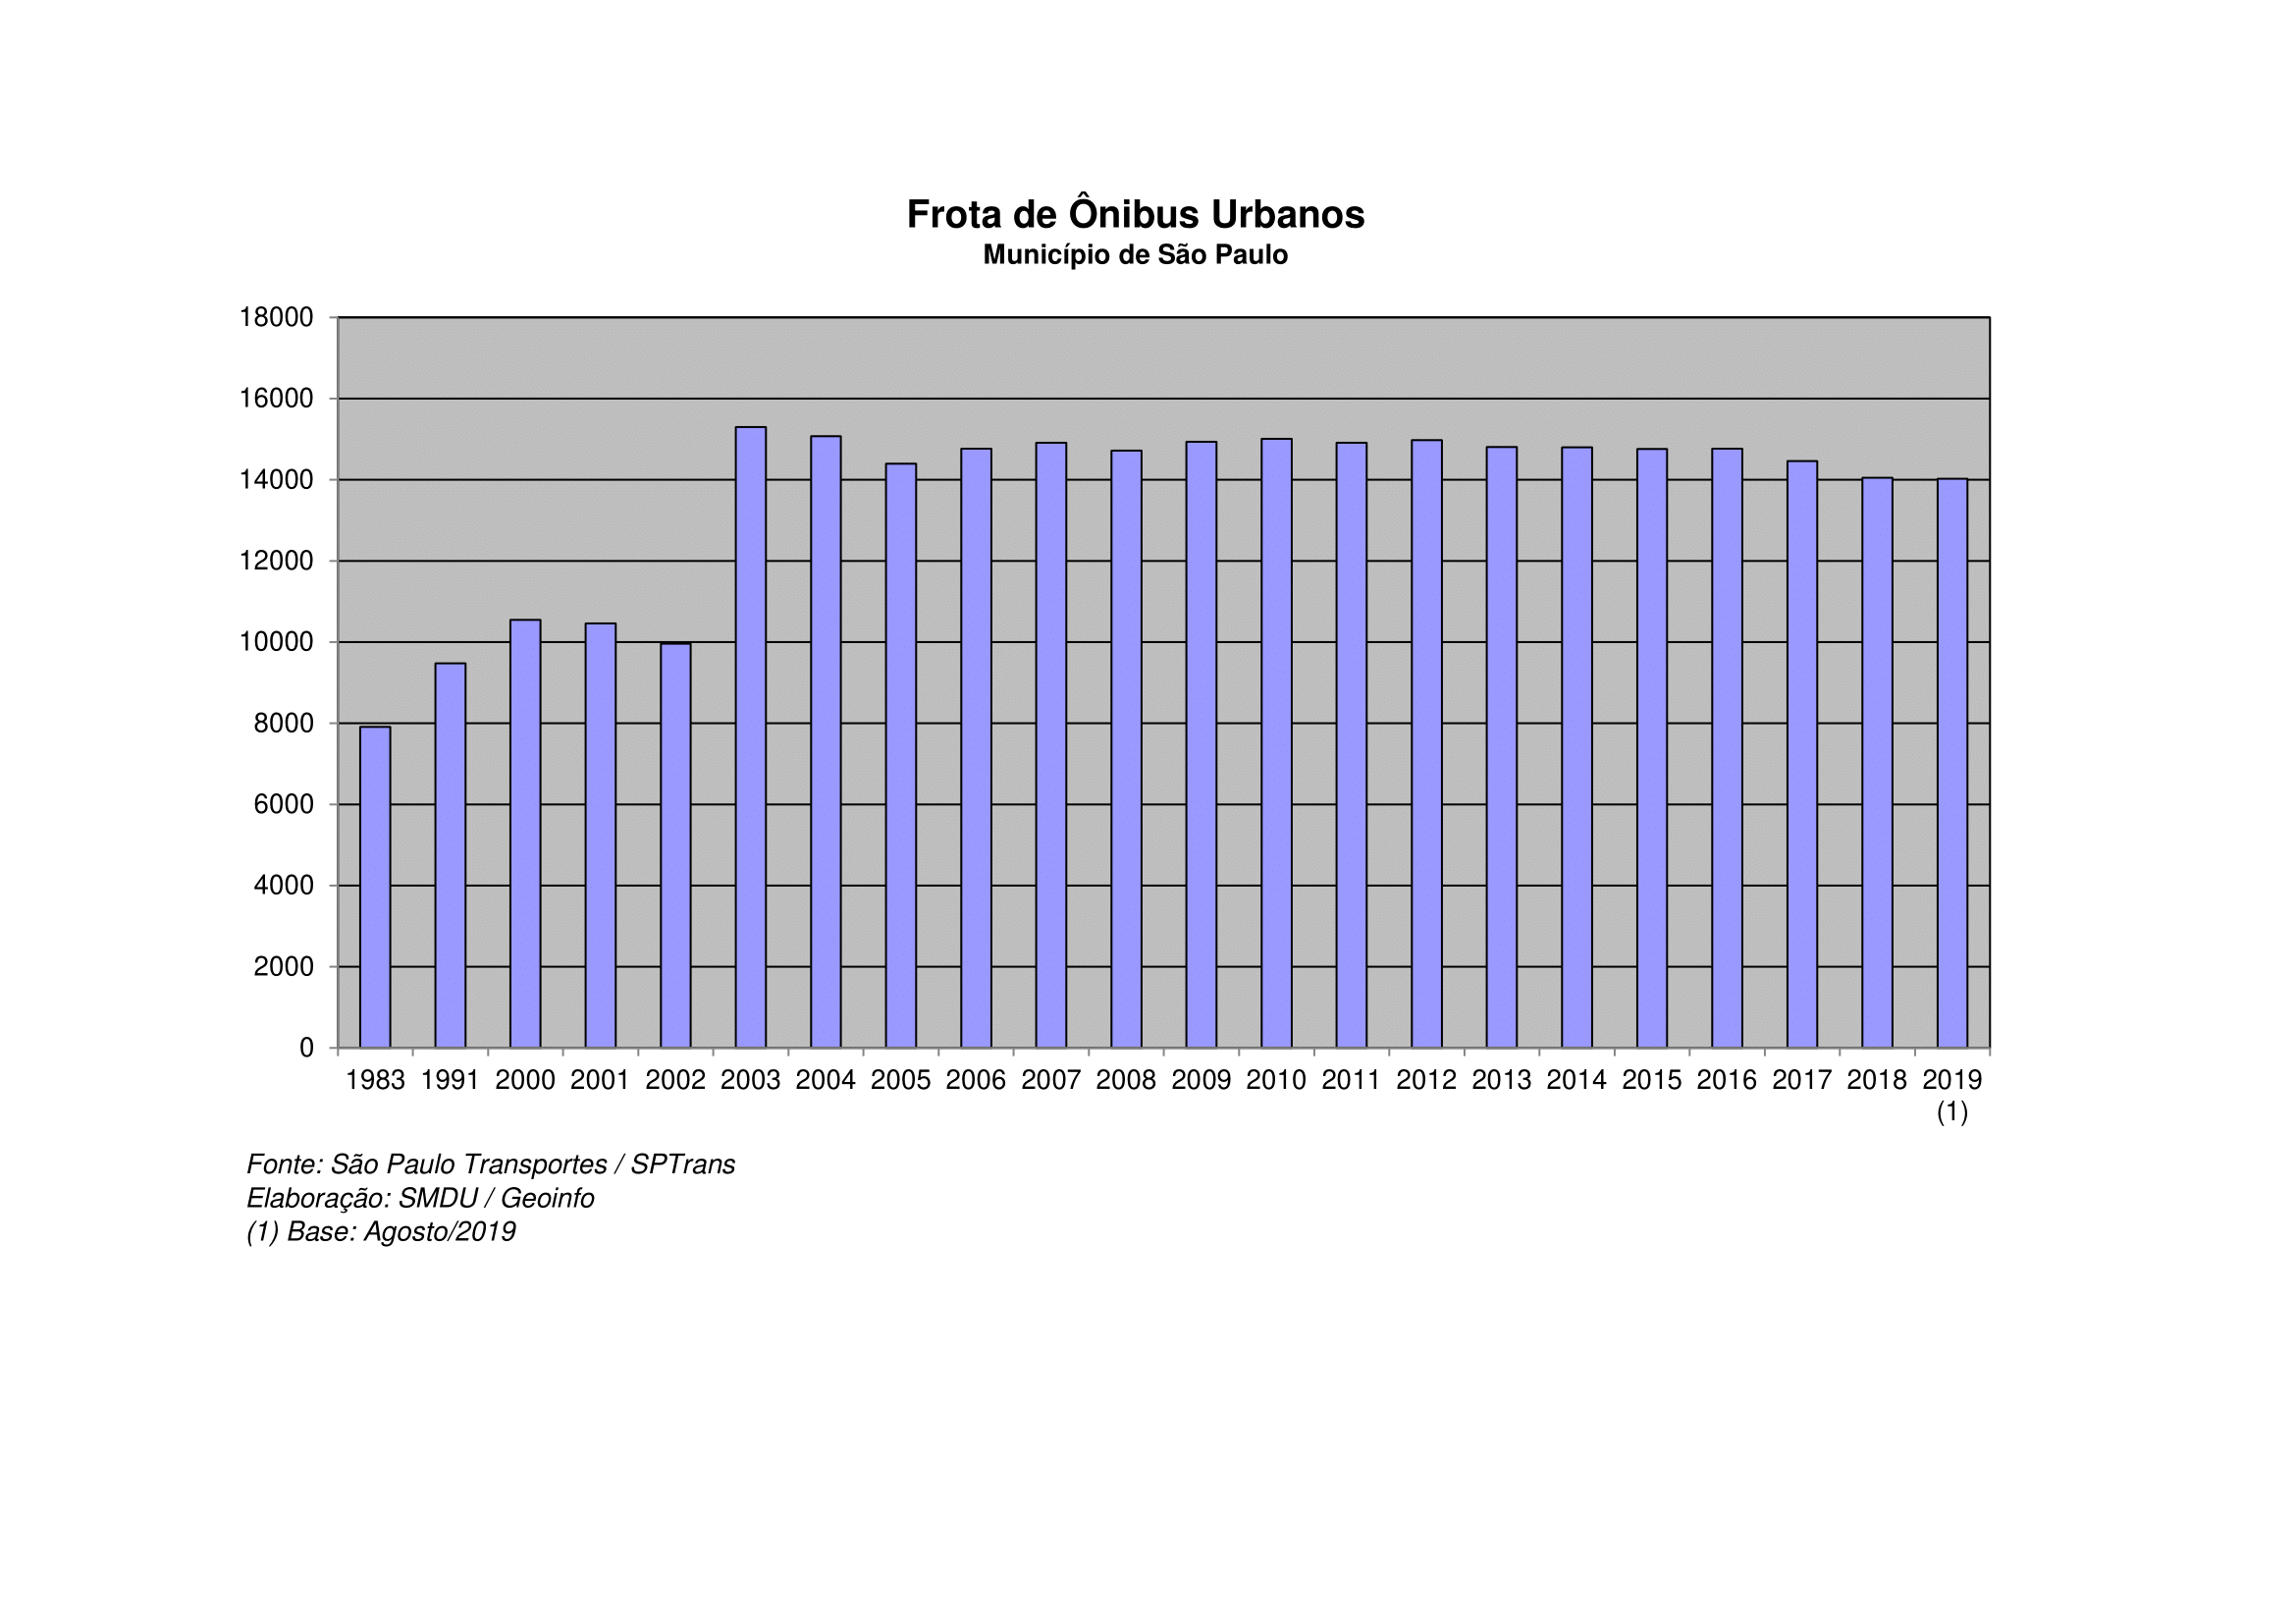 Frota de Ônibus Urbanos
Município de São Paulo
18000
16000
14000
12000
10000
8000
6000
4000
2000
0
1983 1991 2000 2001 2002 2003 2004 2005 2006 2007 2008 2009 2010 2011 2012 2013 2014 2015 2016 2017 2018 2019
(1)
Fonte: São Paulo Transportes / SPTrans
Elaboração: SMDU / Geoinfo
(1) Base: Agosto/2019